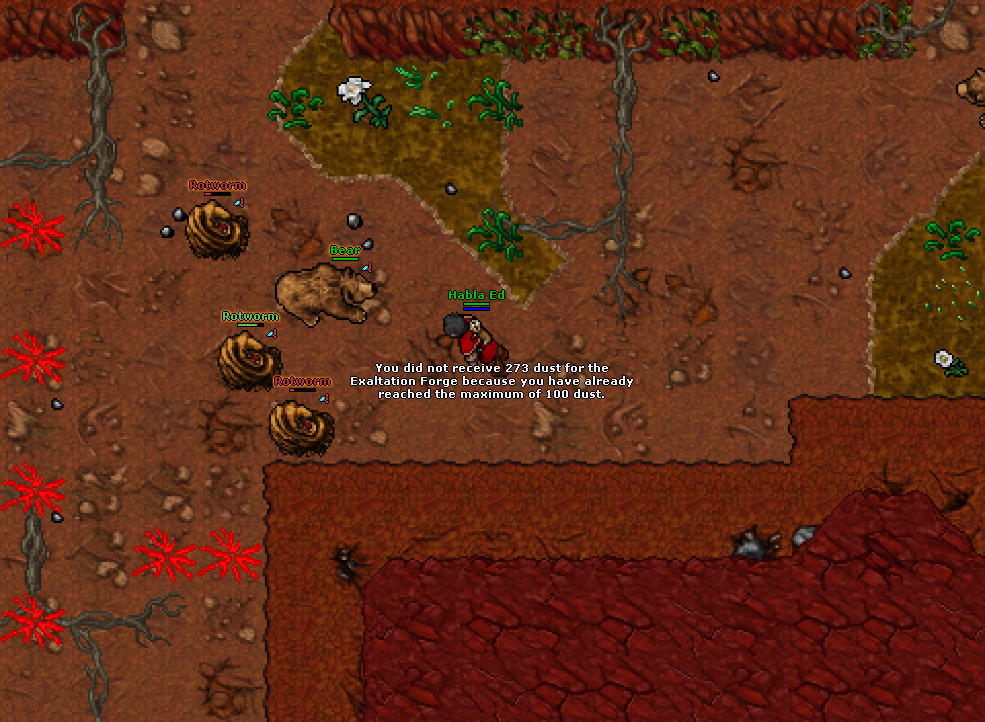 Rotworm
Bear
Habla Ed
Rotworm
Rotworm
You did not receive 273 dust for the
Exaltation Forge because you have already
reached the maximum of 100 dust.